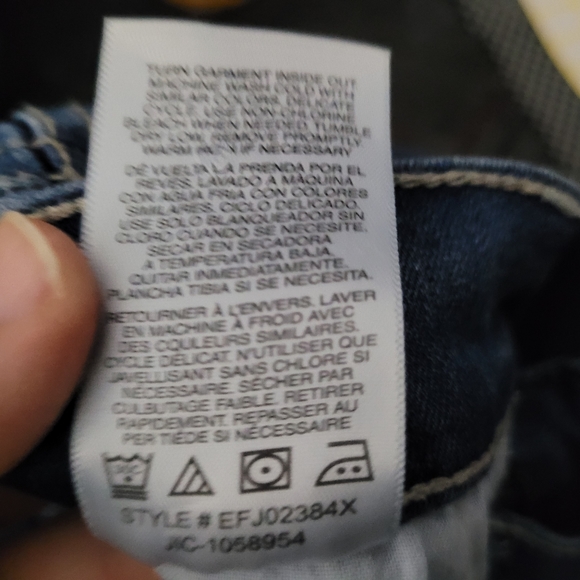 TURN GARMENT INSIDE OUT
MACHINE WASH COLD WITH
SIMILAR COLORS, DELICATE
CYCLE. USE NON-CHLORINE
BLEACH WHEN NEEDED. TUMBLE
DRY LOW. REMOVE PROMPTLY.
WARM IRON IF NECESSARY
DÉ VUELTA LA PRENDA POR EL
REVÉS. LAVADO A MÁQUINA
CON AGUA FRÍA CON COLORES
SIMILARES. CICLO DELICADO.
USE SOLO BLANQUEADOR SIN
CLORO CUANDO SE NECESITE.
SECAR EN SECADORA
A TEMPERATURA BAJA.
QUITAR INMEDIATAMENTE.
PLANCHA TIBIA SI SE NECESITA.
RETOURNER À L'ENVERS. LAVER
EN MACHINE À FROID AVEC
DES COULEURS SIMILAIRES.
CYCLE DÉLICAT. N'UTILISER QUE
JAVELLISANT SANS CHLORE SI
NÉCESSAIRE. SÉCHER PAR
CULBUTAGE FAIBLE. RETIRER
RAPIDEMENT. REPASSER AU
FER TIÈDE SI NÉCESSAIRE
STYLE # EFJ02384X
JIC-1058954